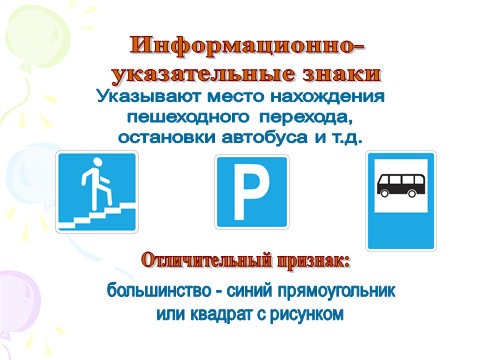 Информационно-
указательные знаки
Указывают место нахождения
пешеходного перехода,
остановки автобуса и т.д.
P
Отличительный признак:
большинство - синий прямоугольник
или квадрат с рисунком